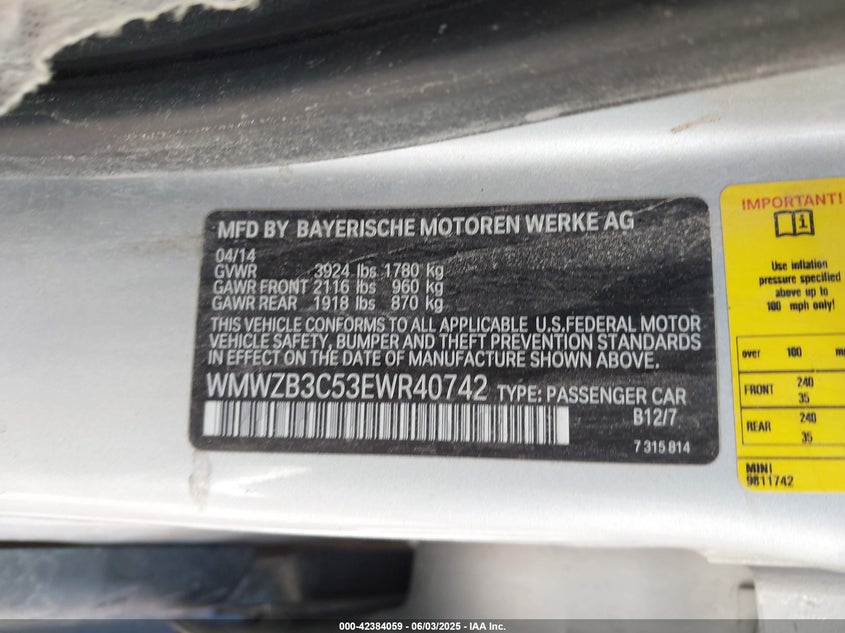 MFD BY BAYERISCHE MOTOREN WERKE AG
04/14
GVWR 3924 lbs 1780 kg
GAWR FRONT 2116 lbs 960 kg
GAWR REAR 1918 lbs 870 kg
THIS VEHICLE CONFORMS TO ALL APPLICABLE U.S.FEDERAL MOTOR
VEHICLE SAFETY, BUMPER AND THEFT PREVENTION STANDARDS
IN EFFECT ON THE DATE OF MANUFACTURE SHOWN ABOVE.
WMWZB3C53EWR40742 TYPE: PASSENGER CAR
B12/7
7 315 814
IMPORTANT!
i
Use inflation
pressure specified
above up to
100 mph only!
over 100
FRONT 240
35
REAR 240
35
MINI
9811742
000-42384059 - 06/03/2025 - IAA Inc.